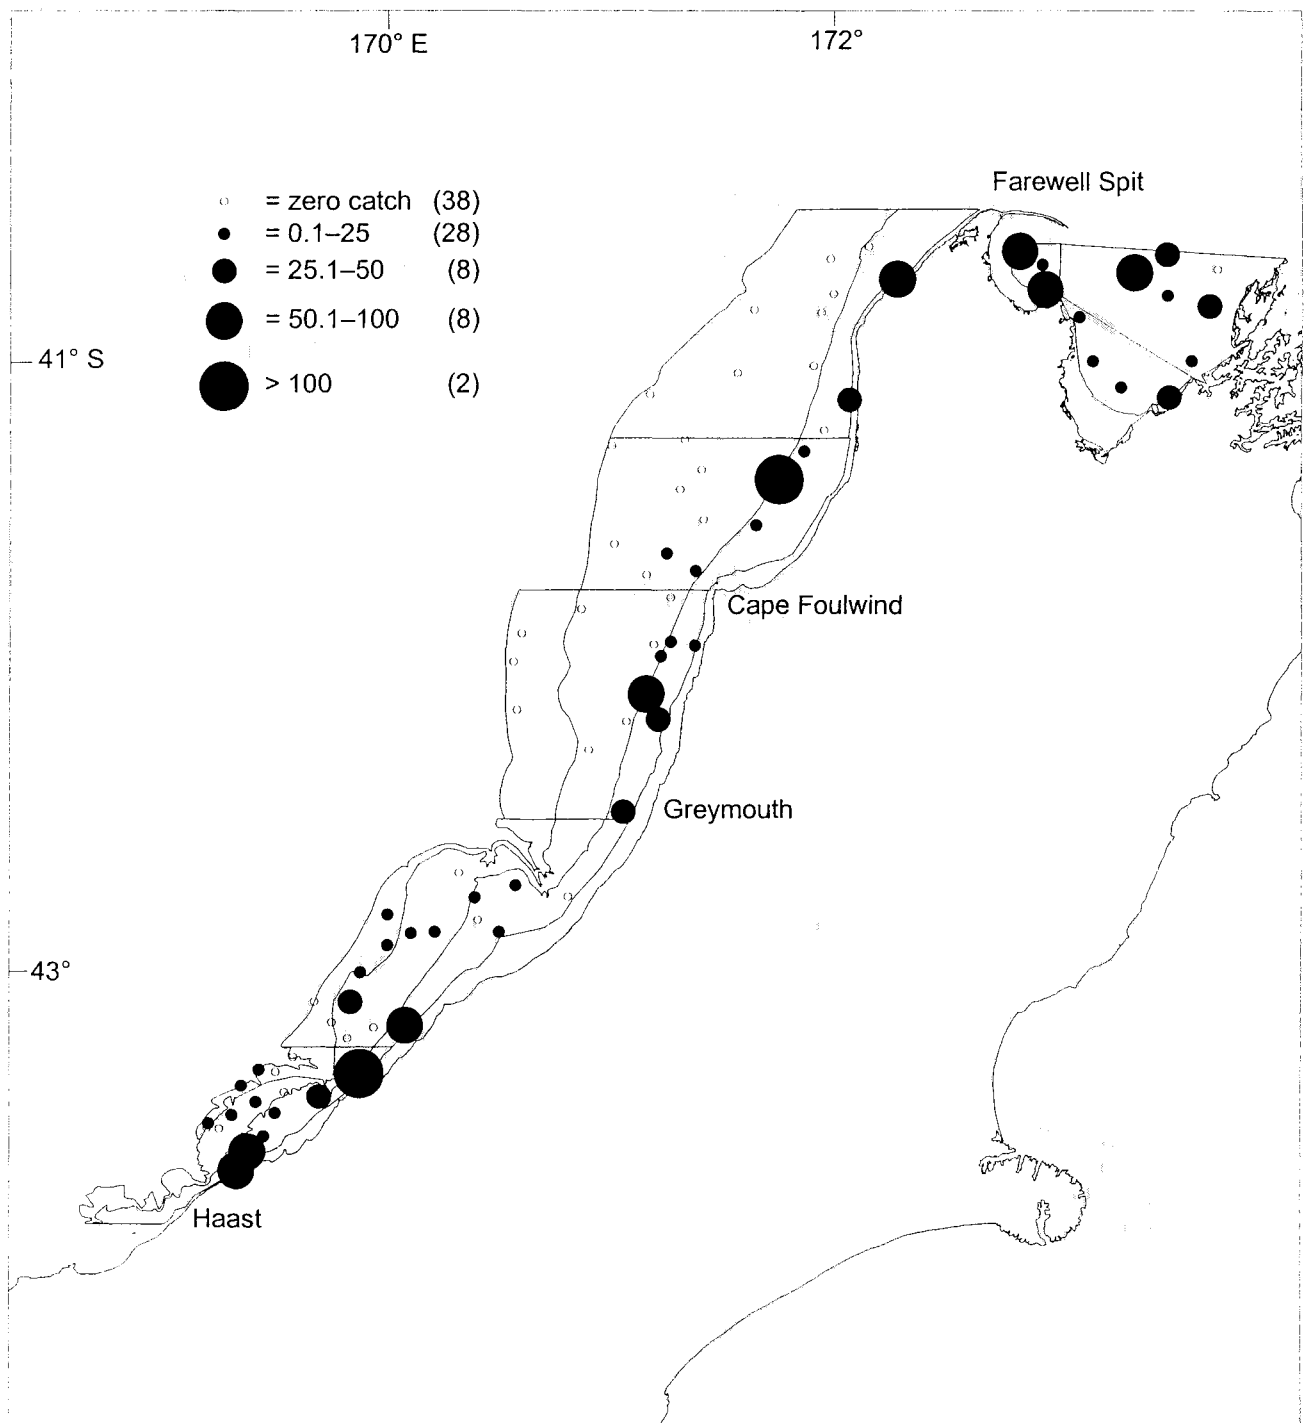 170° E
172°
Farewell Spit
= zero catch (38)
= 0.1–25 (28)
= 25.1–50 (8)
= 50.1–100 (8)
> 100 (2)
41° S
Cape Foulwind
Greymouth
43°
Haast